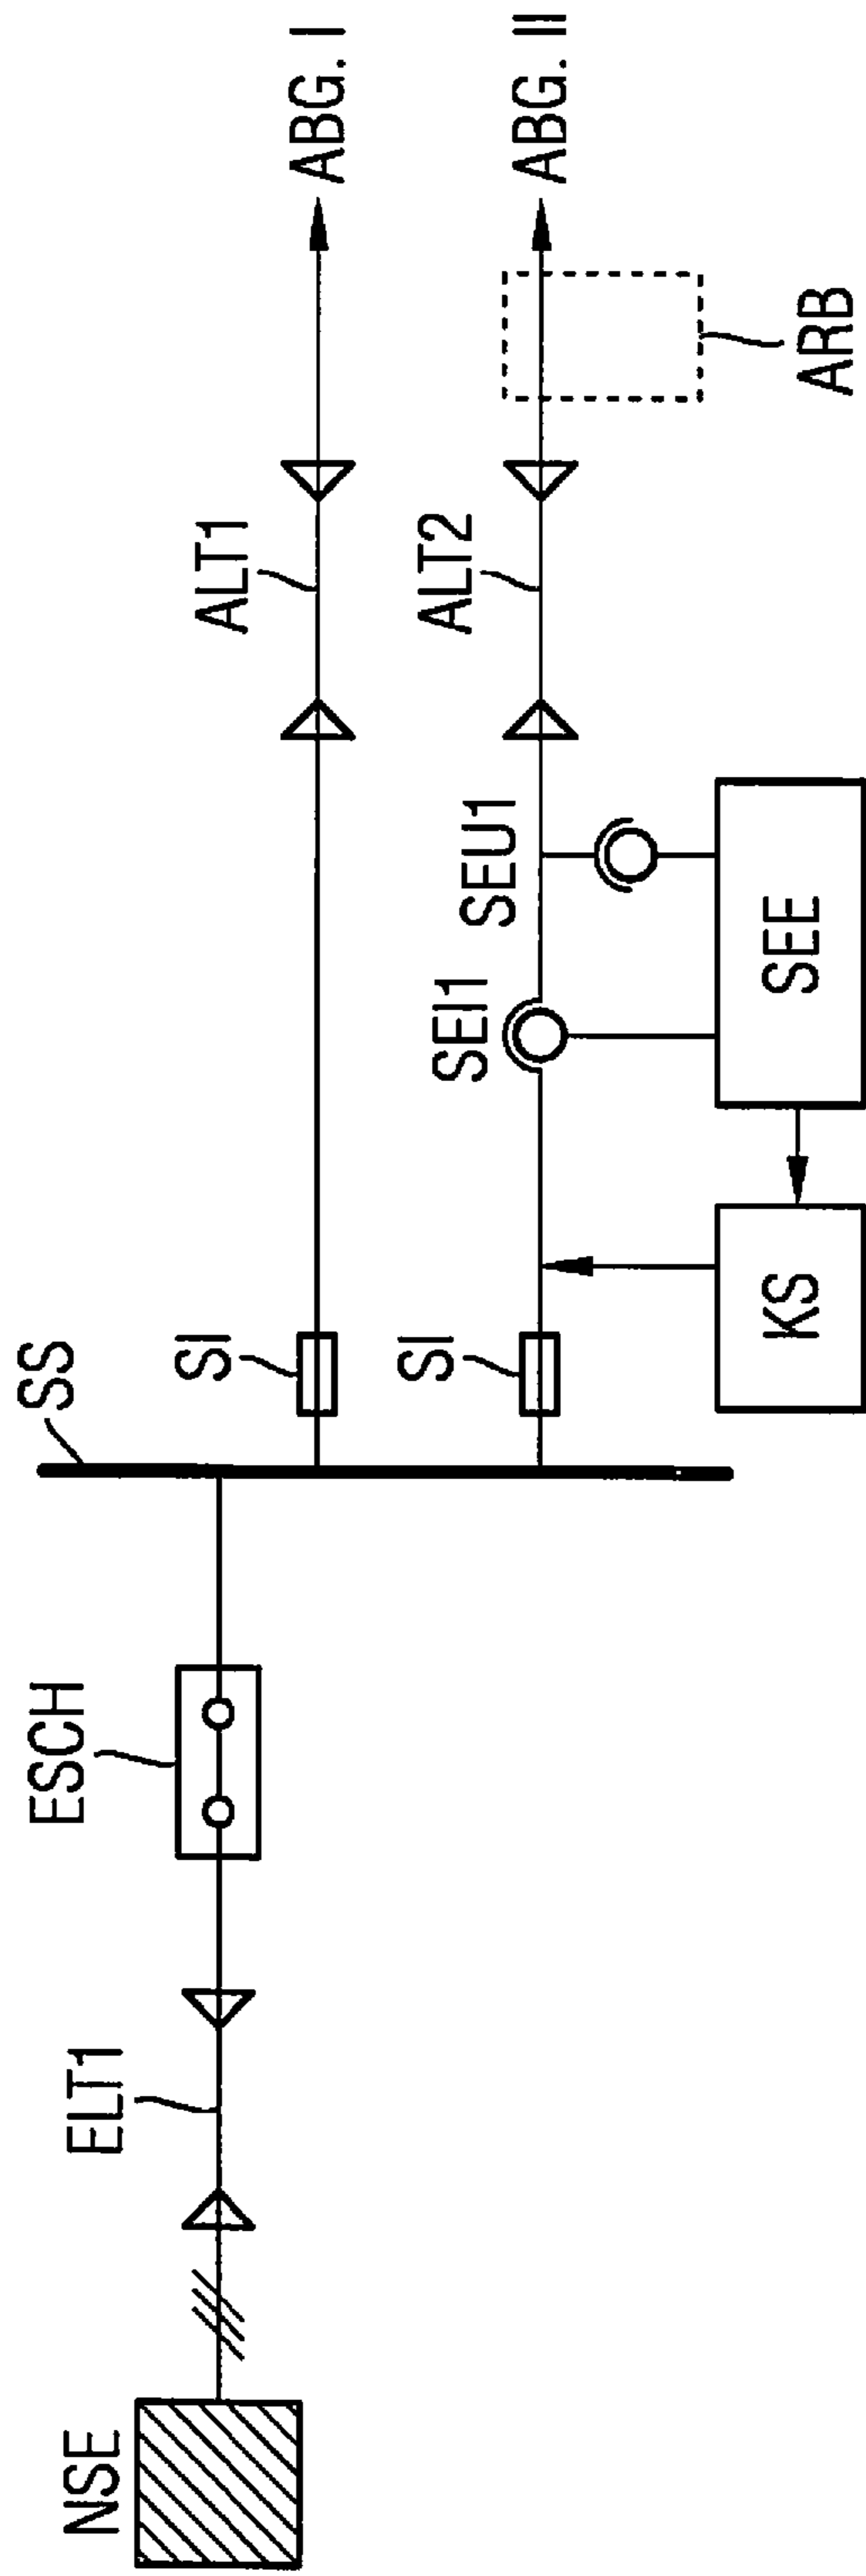 NSE
ELT1
ESCH
SS
SI
ALT1
ABG. I
SI
SEI1
SEU1
ALT2
ABG. II
KS
SEE
ARB